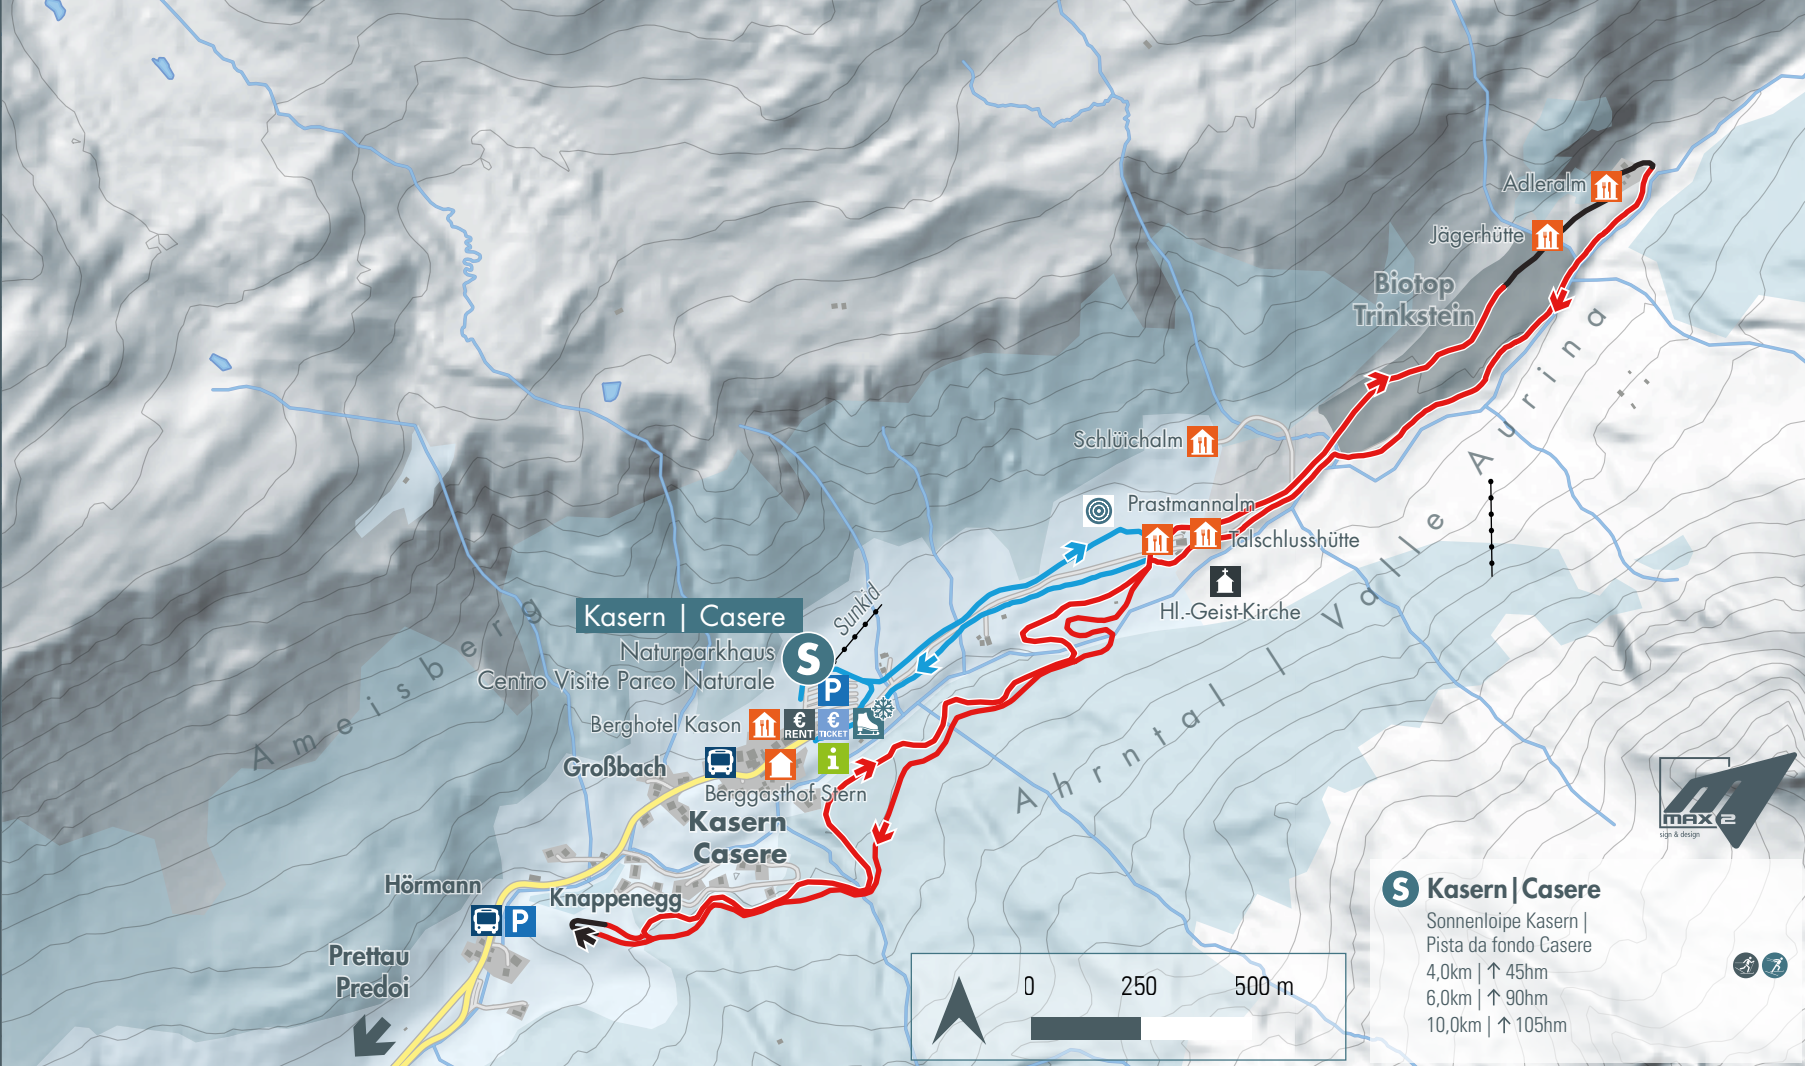 Adleralm
Jägerhütte
Biotop
Trinkstein
Schlüichalm
Prastmannalm
Talschlusshütte
Hl.-Geist-Kirche
Ahrntal | Valle Aurina
Ameisberg
Sunkid
Kasern | Casere
S
Naturparkhaus
Centro Visite Parco Naturale
P
Berghotel Kason
€
RENT
€
TICKET
i
Großbach
Berggasthof Stern
Kasern
Casere
Hörmann
Knappenegg
P
Prettau
Predoi
0 250 500 m
MAX 2
sign & design
S Kasern|Casere
Sonnenloipe Kasern |
Pista da fondo Casere
4,0km | ↑ 45hm
6,0km | ↑ 90hm
10,0km | ↑ 105hm